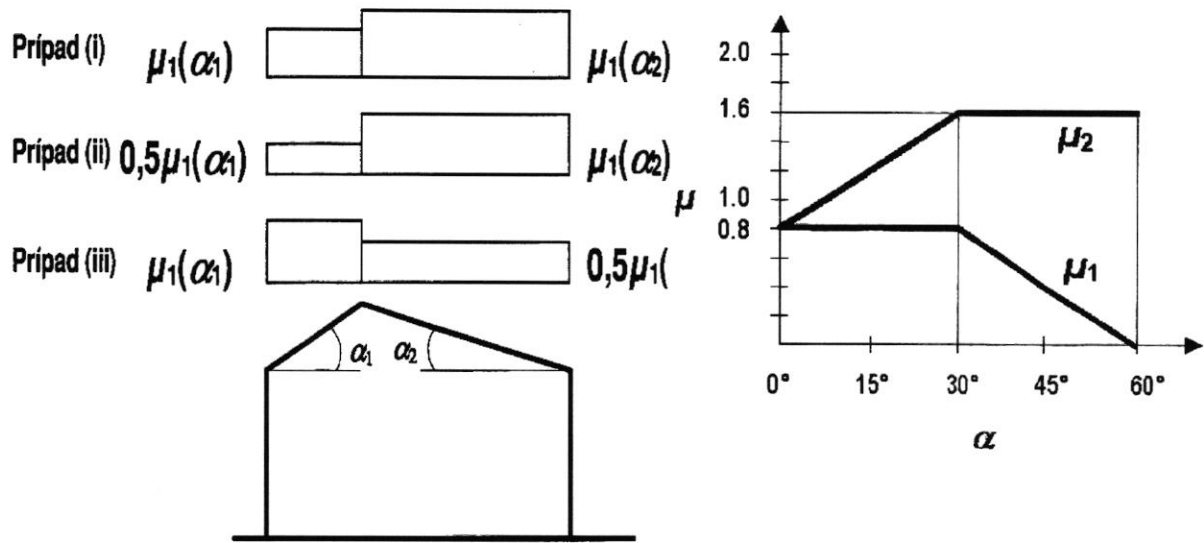 Prípad (i) μ₁(α₁) μ₁(α₂)
Prípad (ii) 0,5μ₁(α₁) μ₁(α₂)
Prípad (iii) μ₁(α₁) 0,5μ₁(
α₁ α₂
2.0
1.6
1.0
0.8
μ
μ₂
μ₁
0° 15° 30° 45° 60°
α